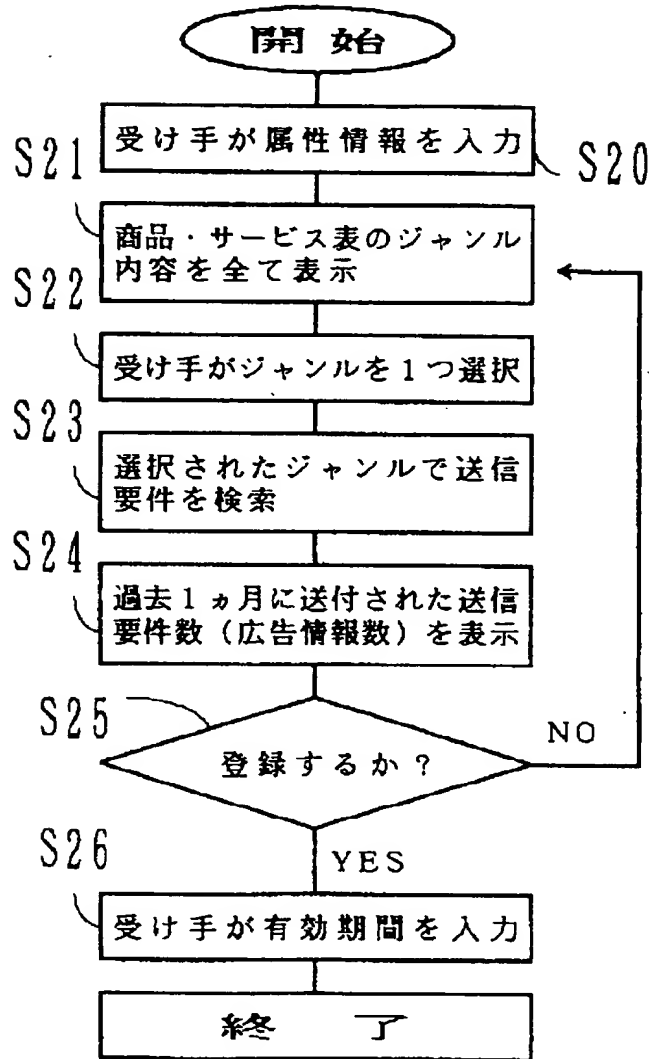 開始
受け手が属性情報を入力
S20
S21
商品・サービス表のジャンル
内容を全て表示
S22
受け手がジャンルを1つ選択
S23
選択されたジャンルで送信
要件を検索
S24
過去1ヵ月に送付された送信
要件数（広告情報数）を表示
S25
登録するか？
NO
YES
S26
受け手が有効期間を入力
終了